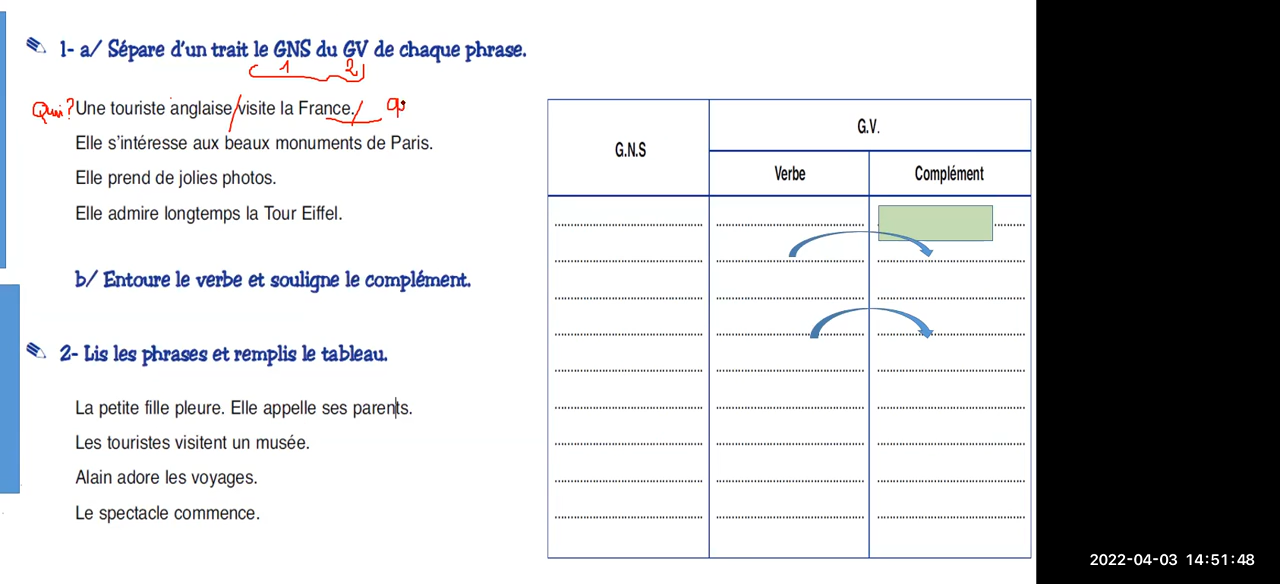 1- a/ Sépare d'un trait le GNS du GV de chaque phrase.
1 2
Qui? Une touriste anglaise/visite la France./
Elle s'intéresse aux beaux monuments de Paris.
Elle prend de jolies photos.
Elle admire longtemps la Tour Eiffel.
b/ Entoure le verbe et souligne le complément.
2- Lis les phrases et remplis le tableau.
La petite fille pleure. Elle appelle ses parents.
Les touristes visitent un musée.
Alain adore les voyages.
Le spectacle commence.
G.N.S
G.V.
Verbe
Complément
2022-04-03 14:51:48